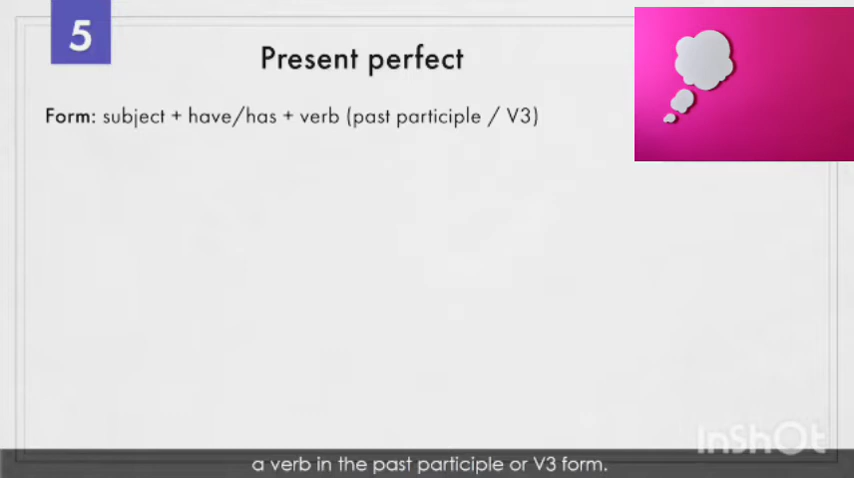 5
Present perfect
Form: subject + have/has + verb (past participle / V3)
InShOt
a verb in the past participle or V3 form.